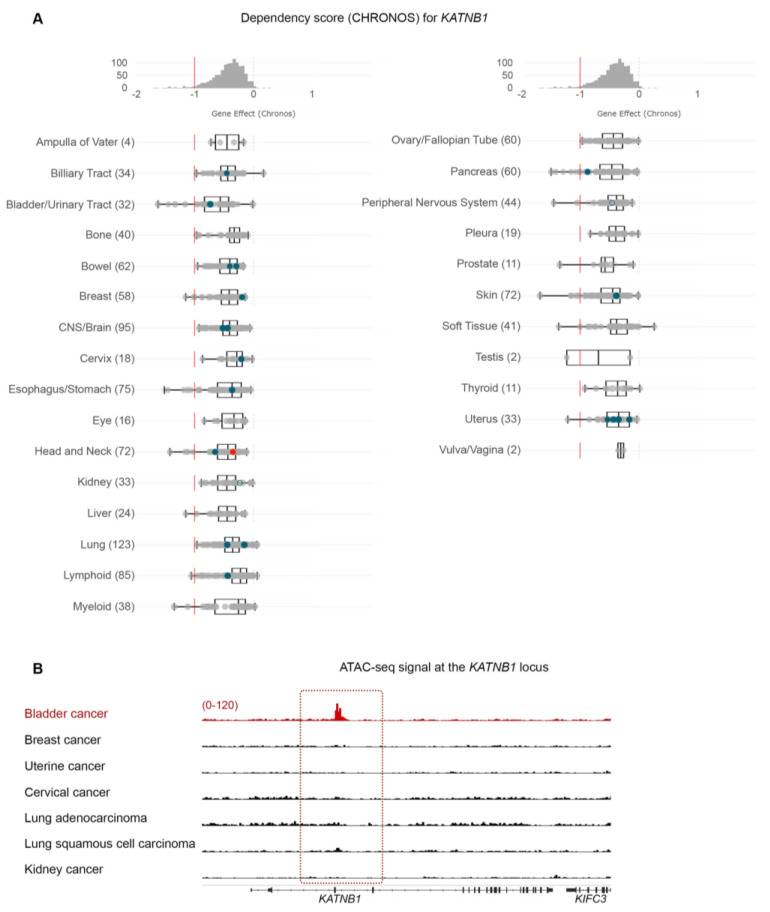 A
Dependency score (CHRONOS) for KATNB1
100
50
0
-2 -1 0 1
Gene Effect (Chronos)
Ampulla of Vater (4)
Billiary Tract (34)
Bladder/Urinary Tract (32)
Bone (40)
Bowel (62)
Breast (58)
CNS/Brain (95)
Cervix (18)
Esophagus/Stomach (75)
Eye (16)
Head and Neck (72)
Kidney (33)
Liver (24)
Lung (123)
Lymphoid (85)
Myeloid (38)
100
50
0
-2 -1 0 1
Gene Effect (Chronos)
Ovary/Fallopian Tube (60)
Pancreas (60)
Peripheral Nervous System (44)
Pleura (19)
Prostate (11)
Skin (72)
Soft Tissue (41)
Testis (2)
Thyroid (11)
Uterus (33)
Vulva/Vagina (2)
B
ATAC-seq signal at the KATNB1 locus
(0-120)
Bladder cancer
Breast cancer
Uterine cancer
Cervical cancer
Lung adenocarcinoma
Lung squamous cell carcinoma
Kidney cancer
KATNB1 KIFC3